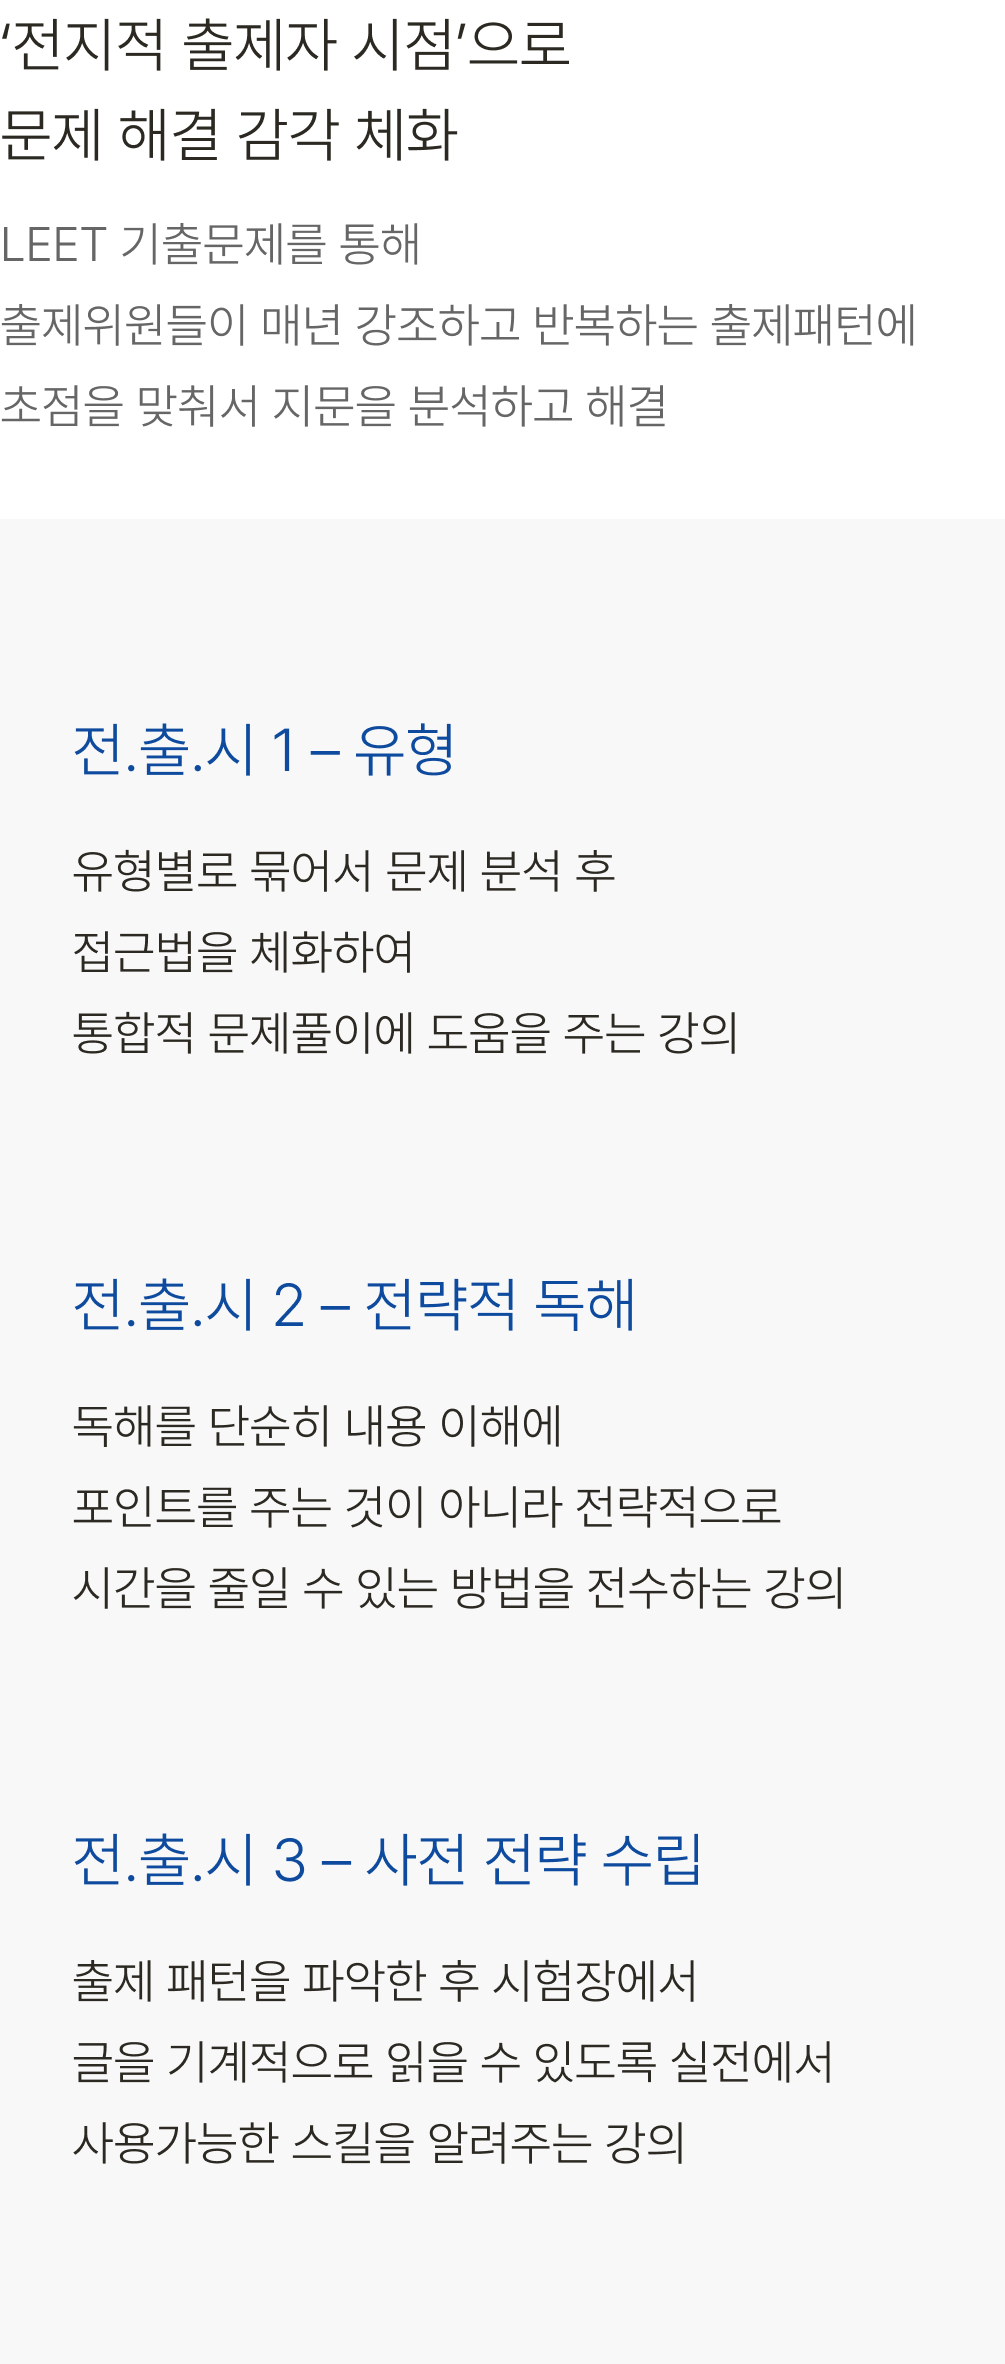 ‘전지적 출제자 시점’으로
문제 해결 감각 체화
LEET 기출문제를 통해
출제위원들이 매년 강조하고 반복하는 출제패턴에
초점을 맞춰서 지문을 분석하고 해결
전.출.시 1 – 유형
유형별로 묶어서 문제 분석 후
접근법을 체화하여
통합적 문제풀이에 도움을 주는 강의
전.출.시 2 – 전략적 독해
독해를 단순히 내용 이해에
포인트를 주는 것이 아니라 전략적으로
시간을 줄일 수 있는 방법을 전수하는 강의
전.출.시 3 – 사전 전략 수립
출제 패턴을 파악한 후 시험장에서
글을 기계적으로 읽을 수 있도록 실전에서
사용가능한 스킬을 알려주는 강의